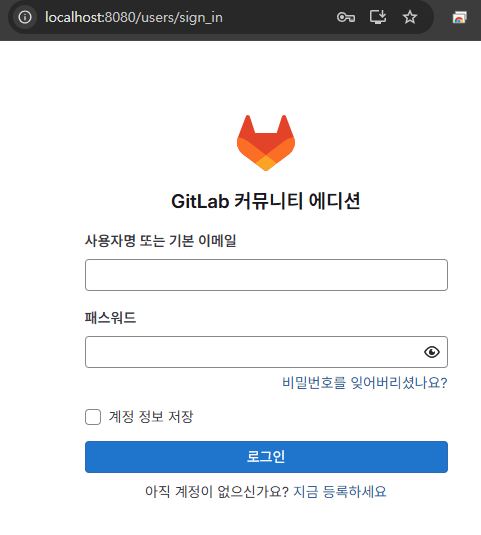 localhost:8080/users/sign_in
GitLab 커뮤니티 에디션
사용자명 또는 기본 이메일
패스워드
비밀번호를 잊어버리셨나요?
계정 정보 저장
로그인
아직 계정이 없으신가요? 지금 등록하세요